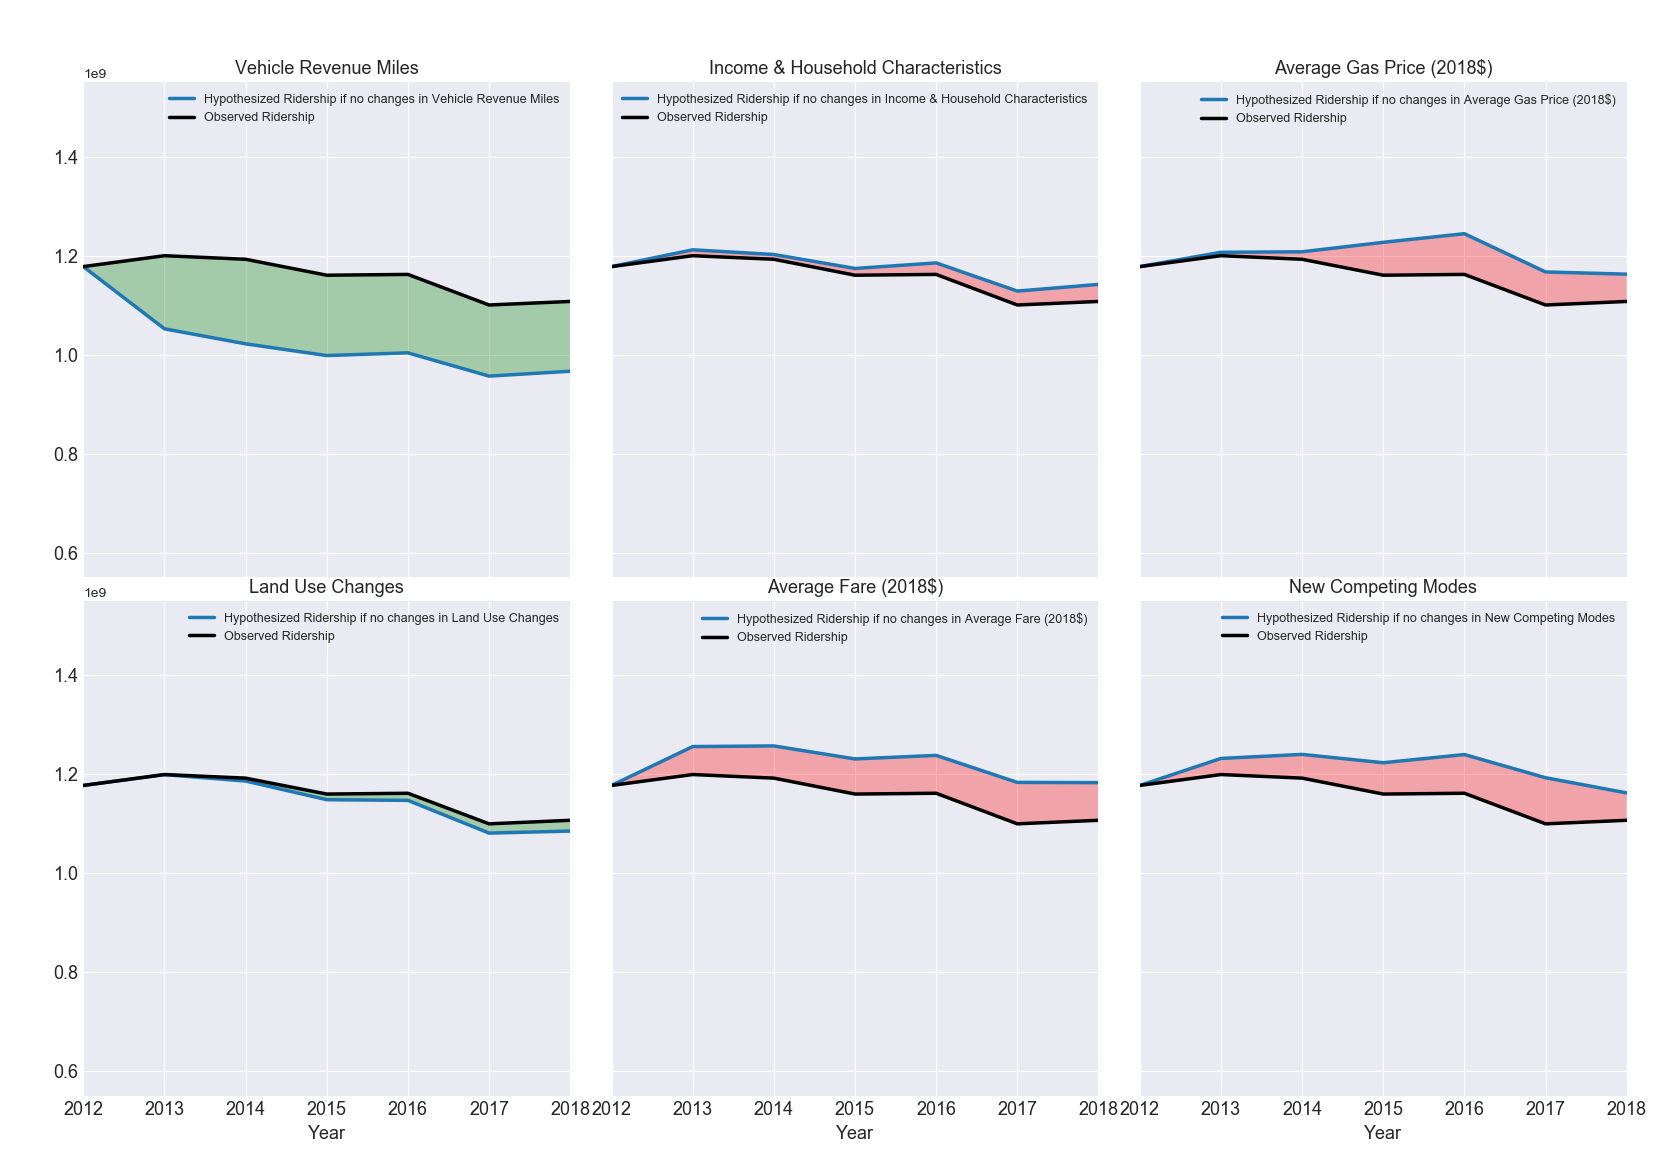 Vehicle Revenue Miles
1e9
Hypothesized Ridership if no changes in Vehicle Revenue Miles
Observed Ridership
1.4
1.2
1.0
0.8
0.6
Income & Household Characteristics
Hypothesized Ridership if no changes in Income & Household Characteristics
Observed Ridership
Average Gas Price (2018$)
Hypothesized Ridership if no changes in Average Gas Price (2018$)
Observed Ridership
Land Use Changes
1e9
Hypothesized Ridership if no changes in Land Use Changes
Observed Ridership
1.4
1.2
1.0
0.8
0.6
2012 2013 2014 2015 2016 2017 2018
Year
Average Fare (2018$)
Hypothesized Ridership if no changes in Average Fare (2018$)
Observed Ridership
2012 2013 2014 2015 2016 2017 2018
Year
New Competing Modes
Hypothesized Ridership if no changes in New Competing Modes
Observed Ridership
2012 2013 2014 2015 2016 2017 2018
Year